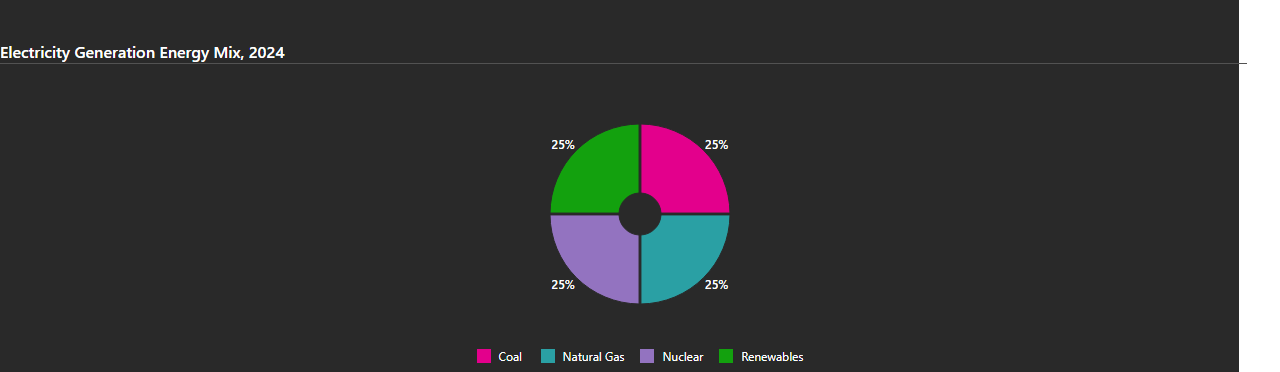 Electricity Generation Energy Mix, 2024
25% 25%
25% 25%
Coal Natural Gas Nuclear Renewables